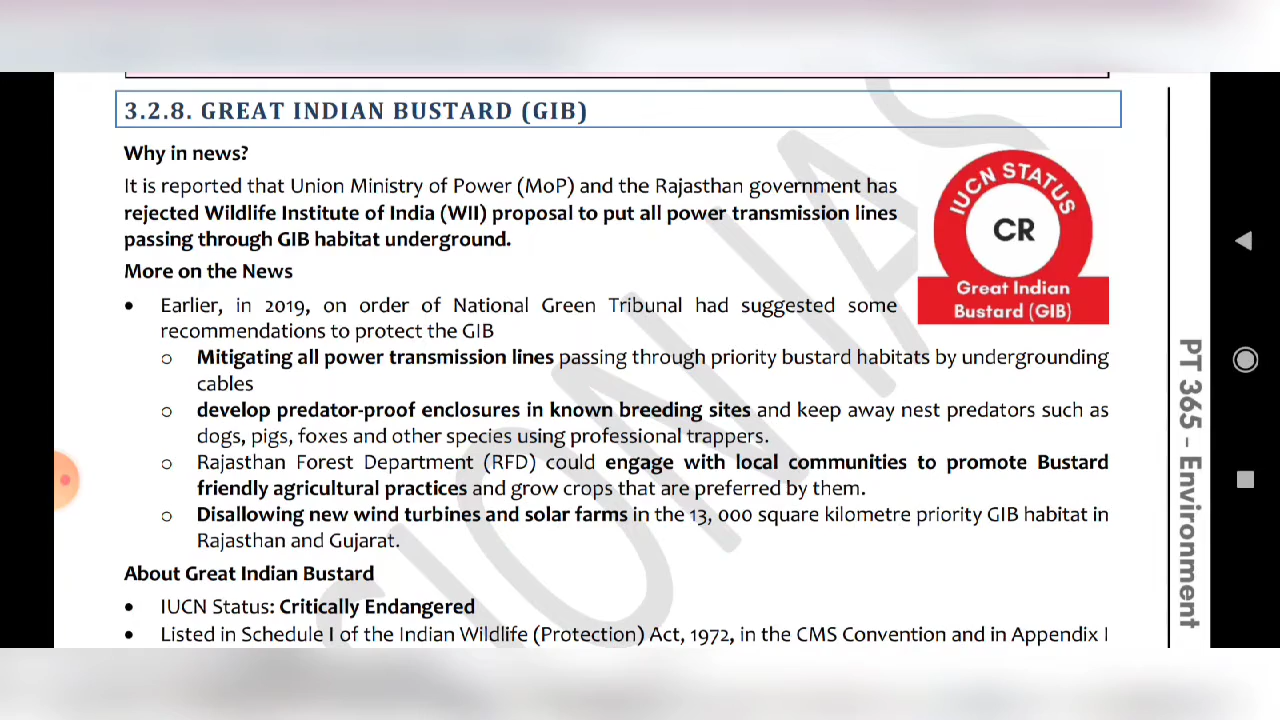 3.2.8. GREAT INDIAN BUSTARD (GIB)
Why in news?
It is reported that Union Ministry of Power (MoP) and the Rajasthan government has
rejected Wildlife Institute of India (WII) proposal to put all power transmission lines
passing through GIB habitat underground.
IUCN STATUS
CR
Great Indian
Bustard (GIB)
More on the News
• Earlier, in 2019, on order of National Green Tribunal had suggested some
recommendations to protect the GIB
o Mitigating all power transmission lines passing through priority bustard habitats by undergrounding
cables
o develop predator-proof enclosures in known breeding sites and keep away nest predators such as
dogs, pigs, foxes and other species using professional trappers.
o Rajasthan Forest Department (RFD) could engage with local communities to promote Bustard
friendly agricultural practices and grow crops that are preferred by them.
o Disallowing new wind turbines and solar farms in the 13, 000 square kilometre priority GIB habitat in
Rajasthan and Gujarat.
About Great Indian Bustard
• IUCN Status: Critically Endangered
• Listed in Schedule I of the Indian Wildlife (Protection) Act, 1972, in the CMS Convention and in Appendix I
PT 365 - Environment
SION IAS